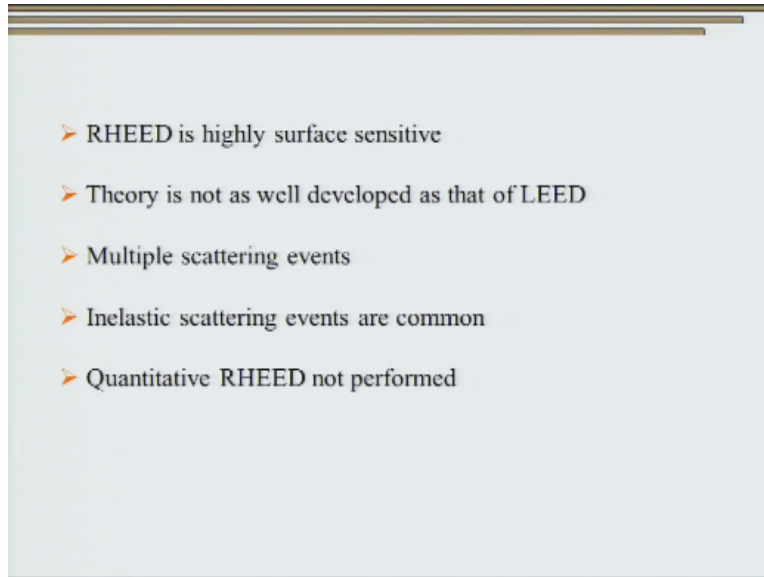 RHEED is highly surface sensitive
Theory is not as well developed as that of LEED
Multiple scattering events
Inelastic scattering events are common
Quantitative RHEED not performed